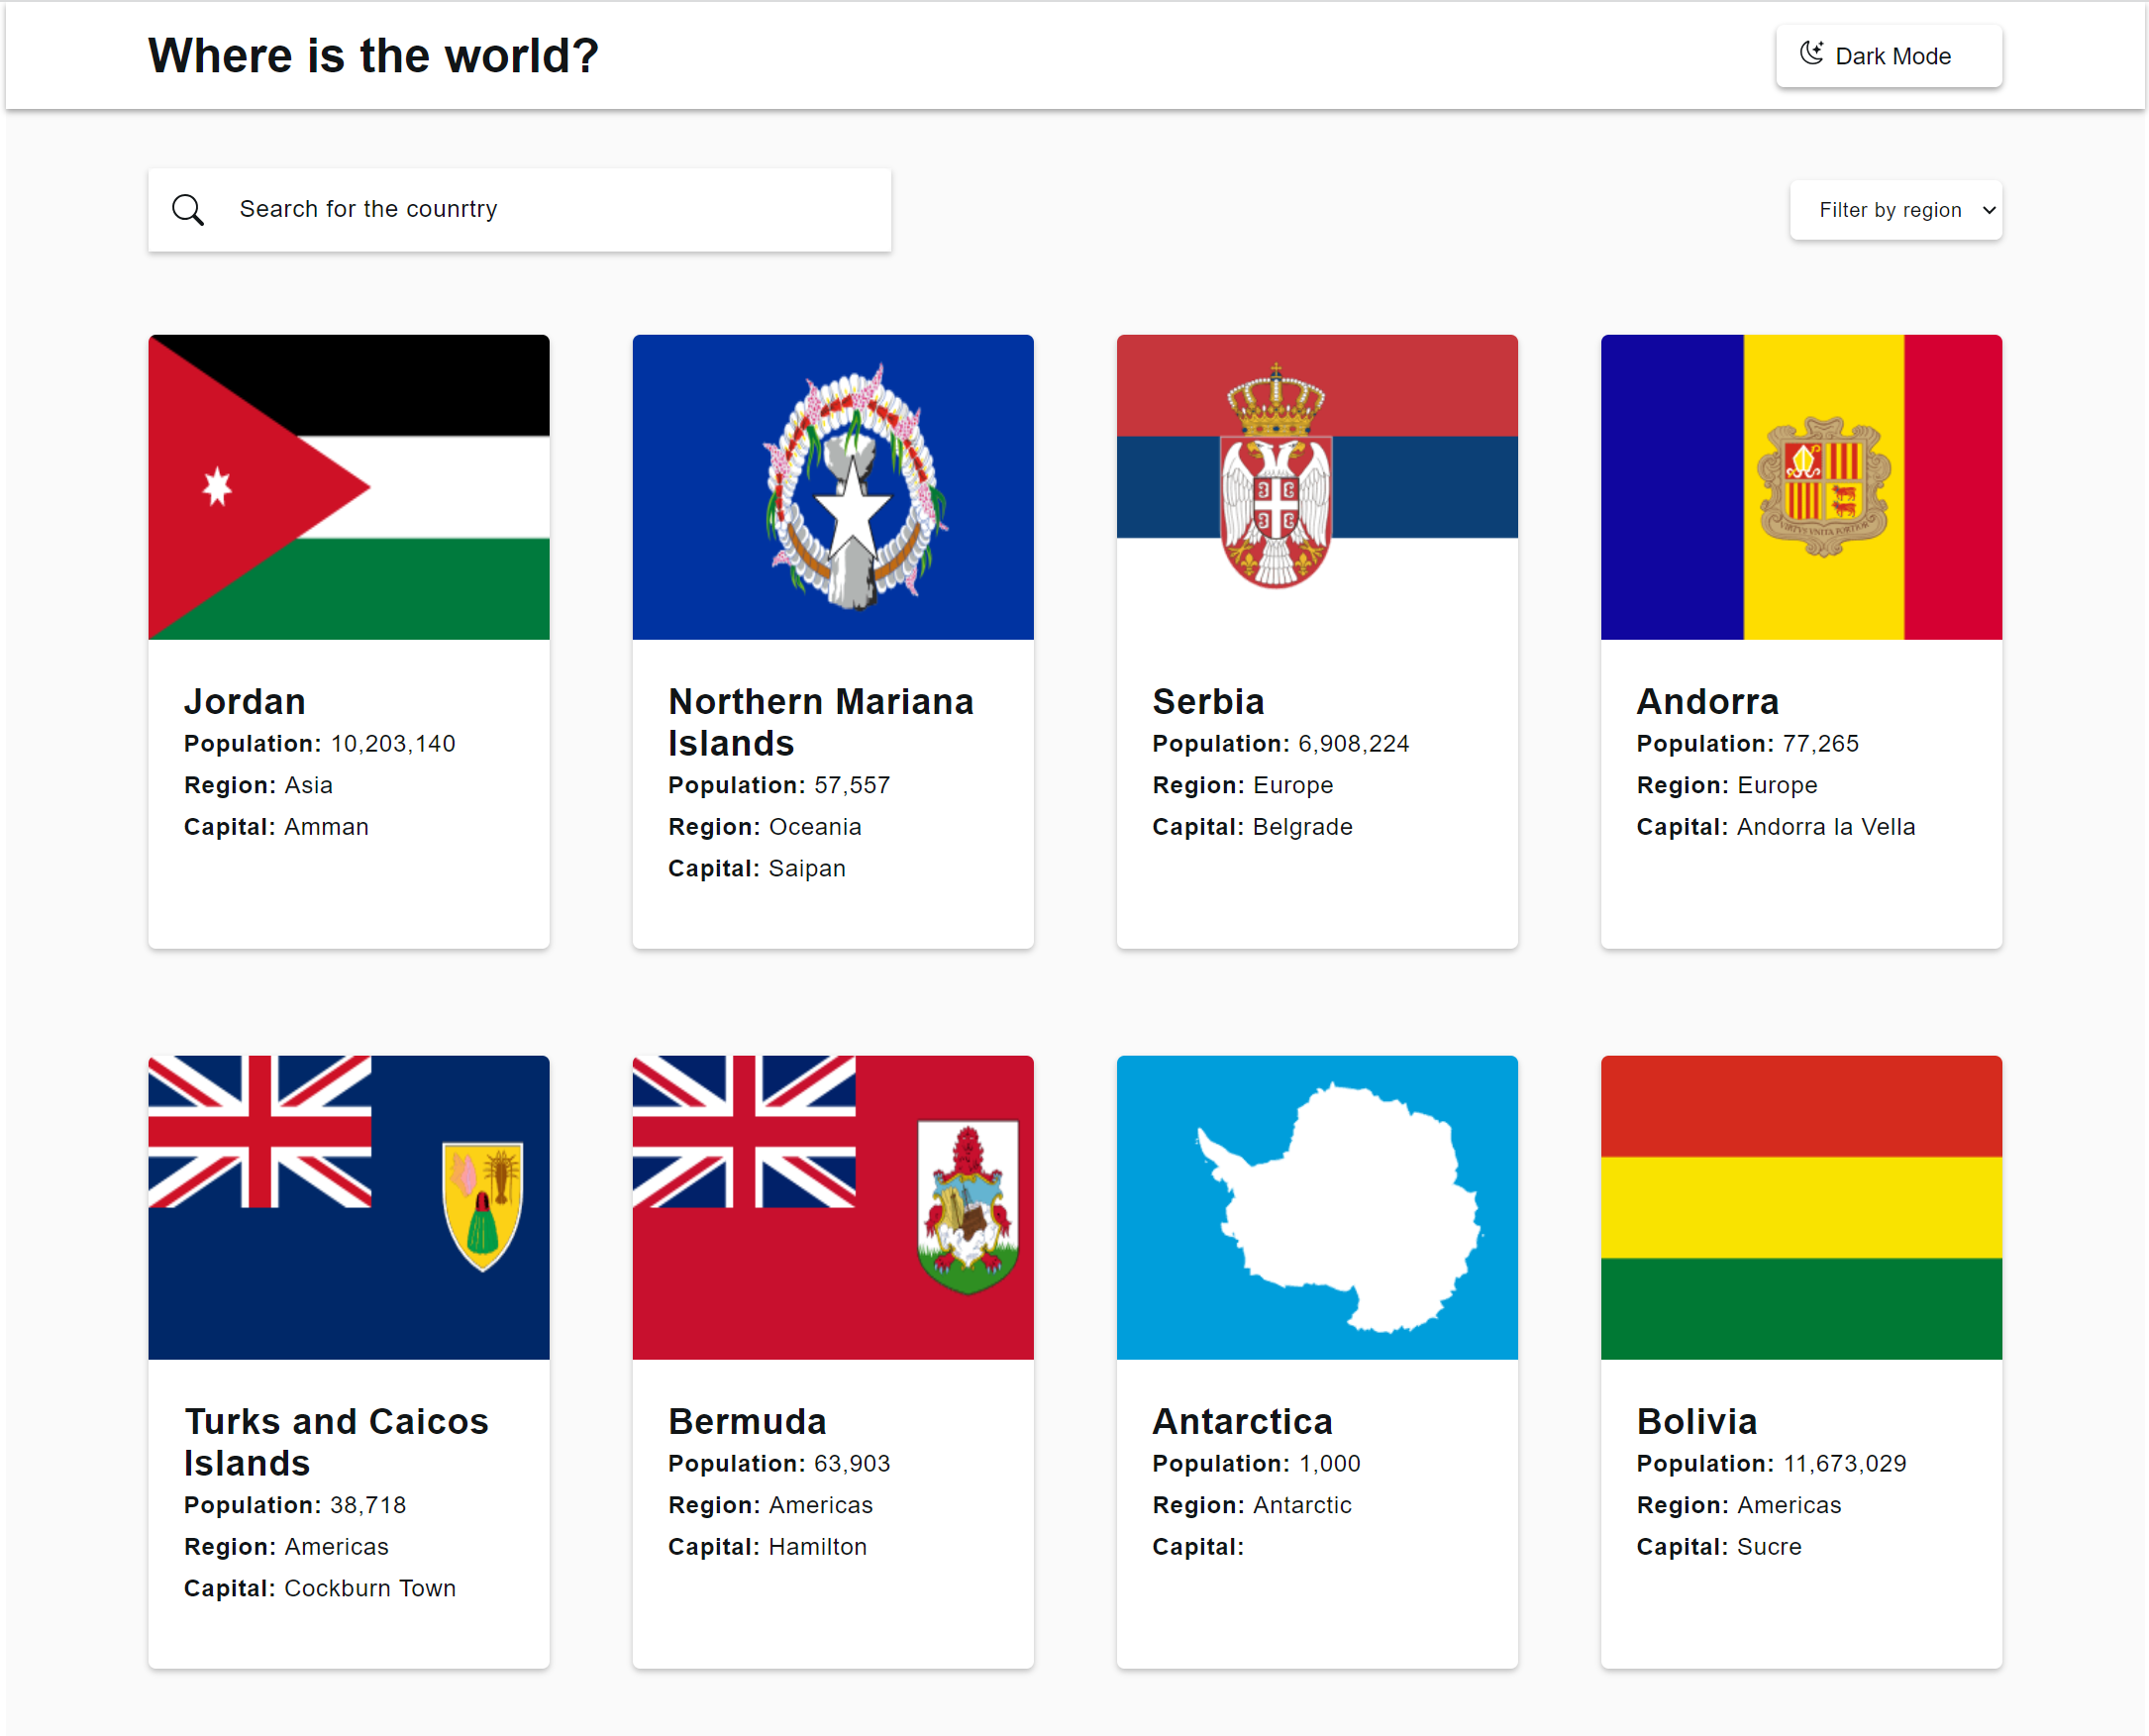 Where is the world?
Dark Mode
Search for the counrtry
Filter by region
Jordan
Population: 10,203,140
Region: Asia
Capital: Amman
Northern Mariana
Islands
Population: 57,557
Region: Oceania
Capital: Saipan
Serbia
Population: 6,908,224
Region: Europe
Capital: Belgrade
VIRTVS VNITA FORTIOR
Andorra
Population: 77,265
Region: Europe
Capital: Andorra la Vella
Turks and Caicos
Islands
Population: 38,718
Region: Americas
Capital: Cockburn Town
Bermuda
Population: 63,903
Region: Americas
Capital: Hamilton
Antarctica
Population: 1,000
Region: Antarctic
Capital:
Bolivia
Population: 11,673,029
Region: Americas
Capital: Sucre